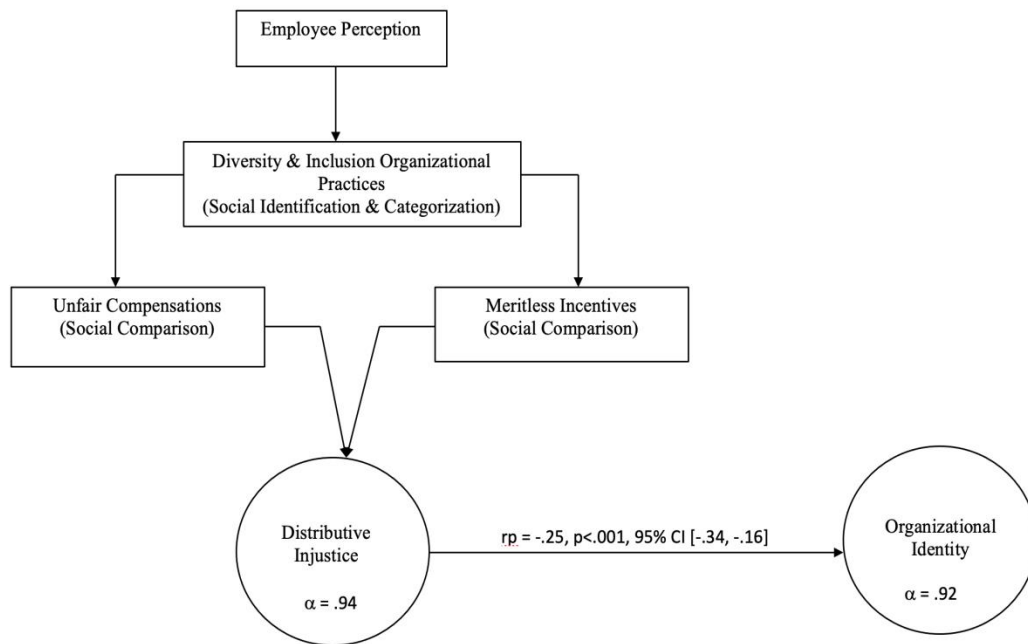 Employee Perception
Diversity & Inclusion Organizational
Practices
(Social Identification & Categorization)
Unfair Compensations
(Social Comparison)
Meritless Incentives
(Social Comparison)
Distributive
Injustice
α = .94
rp = -.25, p<.001, 95% CI [-.34, -.16]
Organizational
Identity
α = .92